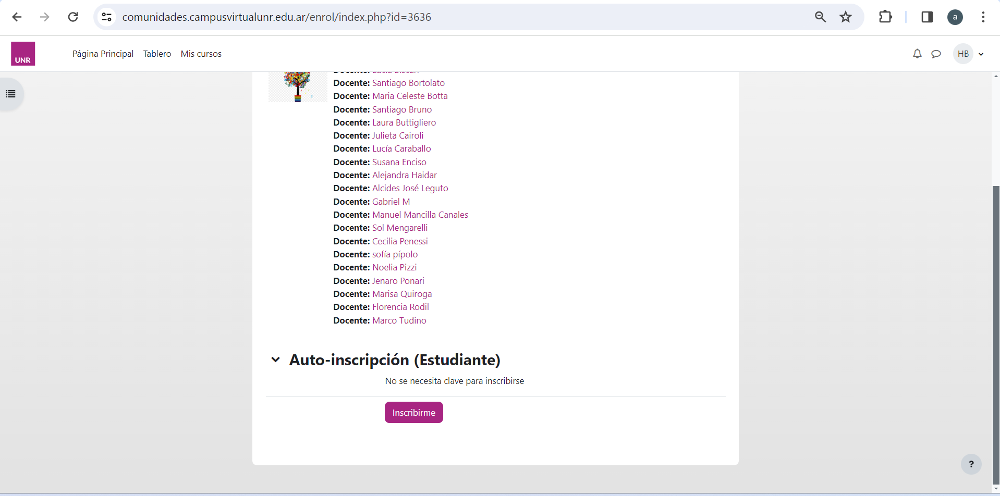 comunidades.campusvirtualunr.edu.ar/enrol/index.php?id=3636
a
UNR
Página Principal
Tablero
Mis cursos
HB
Docente: Lucía Biscari
Docente: Santiago Bortolato
Docente: Maria Celeste Botta
Docente: Santiago Bruno
Docente: Laura Buttigliero
Docente: Julieta Cairoli
Docente: Lucía Caraballo
Docente: Susana Enciso
Docente: Alejandra Haidar
Docente: Alcides José Leguto
Docente: Gabriel M
Docente: Manuel Mancilla Canales
Docente: Sol Mengarelli
Docente: Cecilia Penessi
Docente: sofía pípolo
Docente: Noelia Pizzi
Docente: Jenaro Ponari
Docente: Marisa Quiroga
Docente: Florencia Rodil
Docente: Marco Tudino
Auto-inscripción (Estudiante)
No se necesita clave para inscribirse
Inscribirme
?